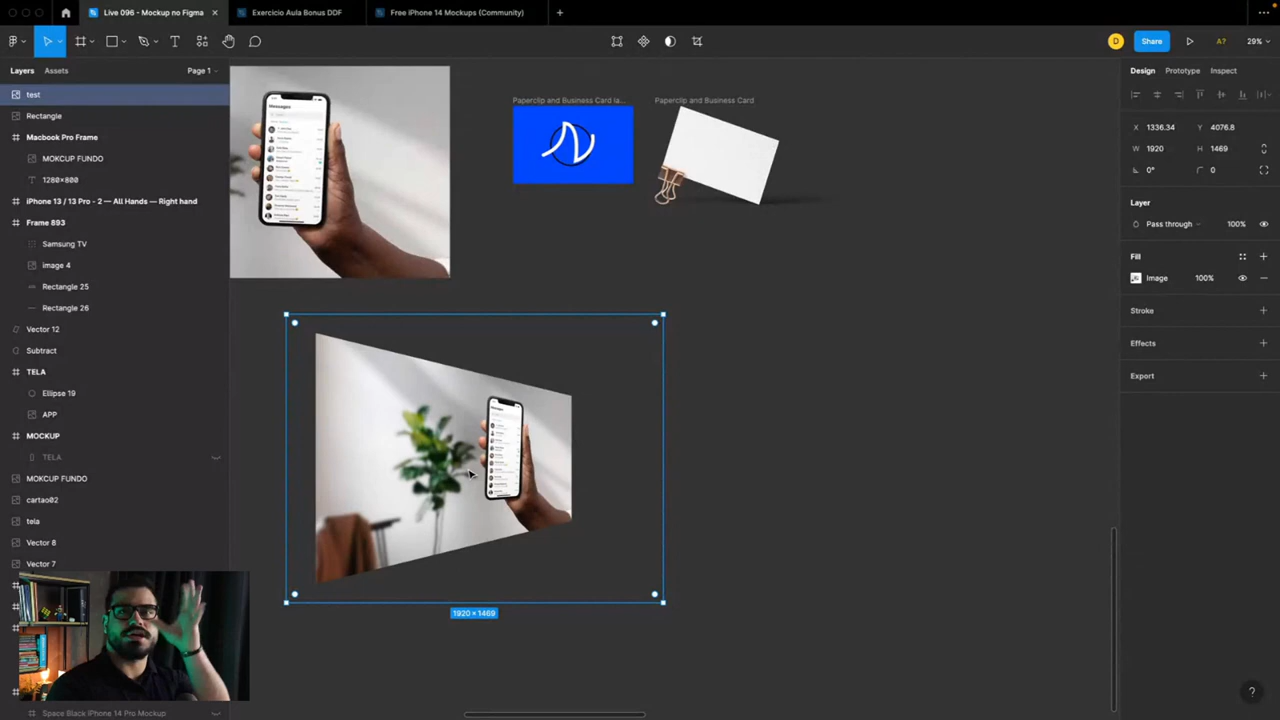 Live 096 - Mockup no Figma
Exercício Aula Bonus DDF
Free iPhone 14 Mockups (Community)
D
Share
A?
29%
Layers
Assets
Page 1
Design
Prototype
Inspect
test
Rectangle
Macbook Pro Frame
MOKCUP FUNDO
1280×800
iPhone 13 / 13 Pro - 2 — All Hands — Right hand
Frame 893
Samsung TV
image 4
Rectangle 25
Rectangle 26
Vector 12
Subtract
TELA
Ellipse 19
APP
MOCKUP
TELA
MOKCUP FUNDO
cartao02
tela
Vector 8
Vector 7
Space Black iPhone 14 Pro Mockup
Messages
Paperclip and Business Card la...
Paperclip and Business Card
1920 × 1469
Y
4076.8
W
1920
H
1469
0
Layer
Pass through
100%
Fill
Image
100%
Stroke
Effects
Export
?